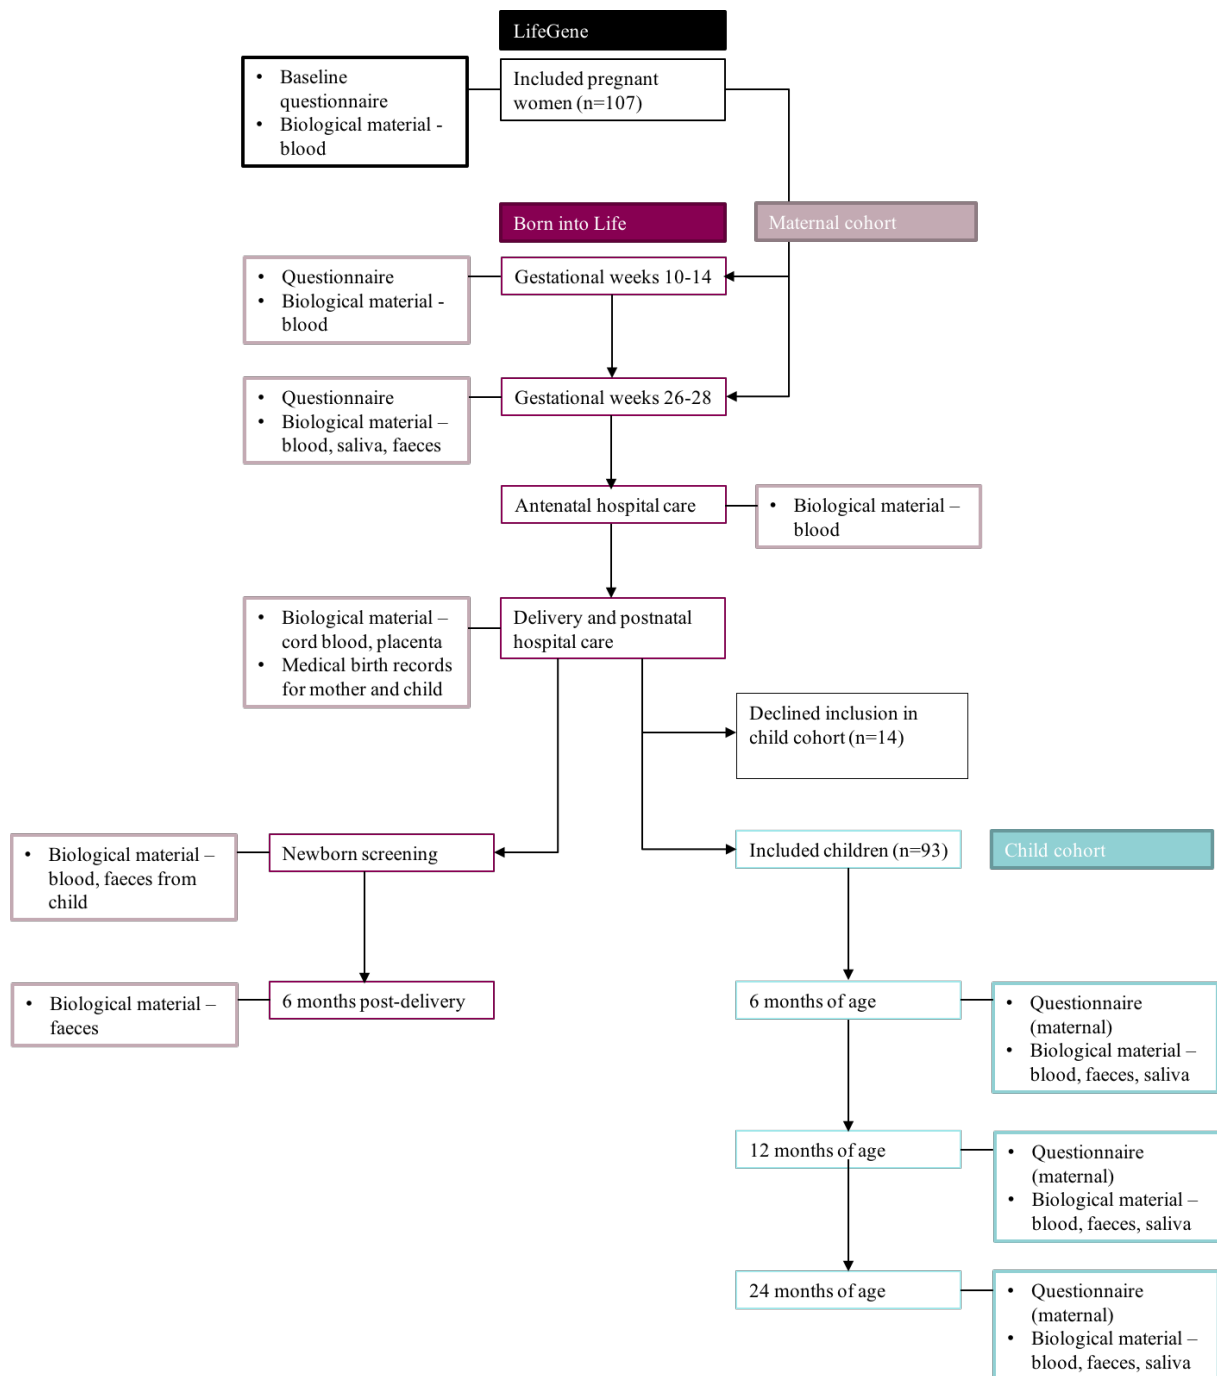 LifeGene
• Baseline
questionnaire
• Biological material -
blood
Included pregnant
women (n=107)
Born into Life
Maternal cohort
• Questionnaire
• Biological material -
blood
Gestational weeks 10-14
• Questionnaire
• Biological material –
blood, saliva, faeces
Gestational weeks 26-28
Antenatal hospital care
• Biological material –
blood
• Biological material –
cord blood, placenta
• Medical birth records
for mother and child
Delivery and postnatal
hospital care
Declined inclusion in
child cohort (n=14)
• Biological material –
blood, faeces from
child
Newborn screening
Included children (n=93)
Child cohort
• Biological material –
faeces
6 months post-delivery
6 months of age
• Questionnaire
(maternal)
• Biological material –
blood, faeces, saliva
12 months of age
• Questionnaire
(maternal)
• Biological material –
blood, faeces, saliva
24 months of age
• Questionnaire
(maternal)
• Biological material –
blood, faeces, saliva